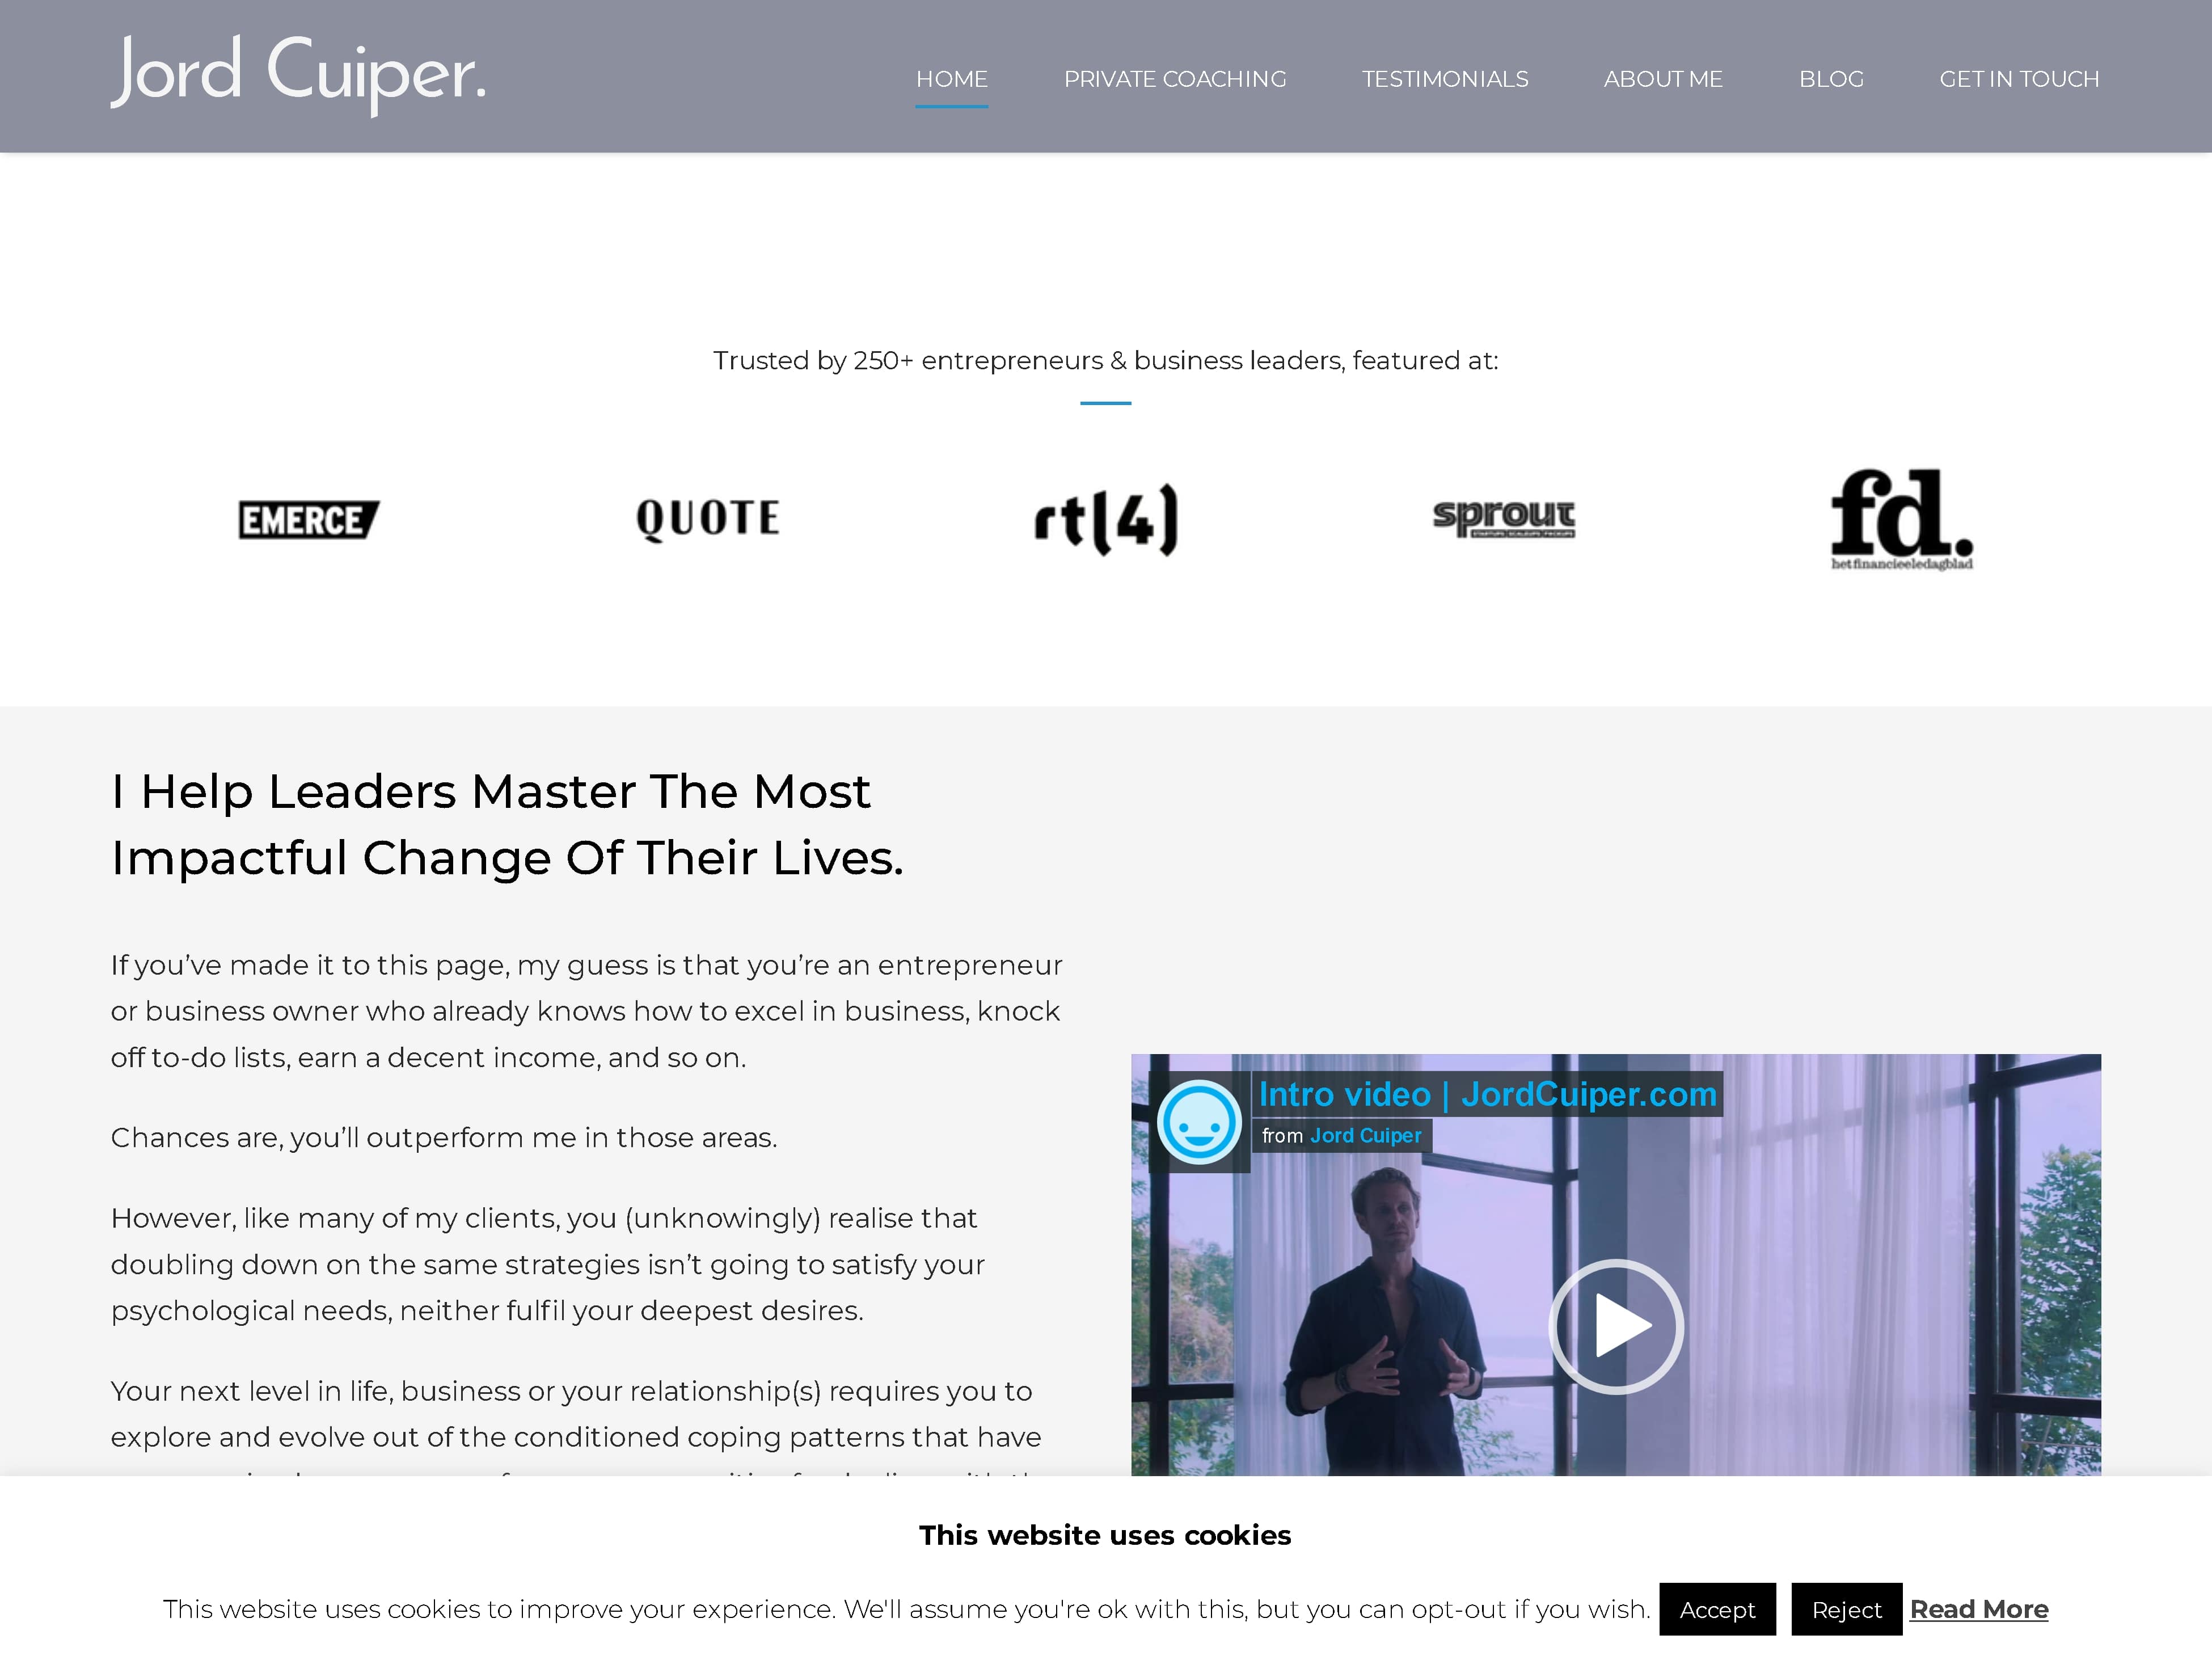 Jord Cuiper.
HOME
PRIVATE COACHING
TESTIMONIALS
ABOUT ME
BLOG
GET IN TOUCH
Trusted by 250+ entrepreneurs & business leaders, featured at:
EMERCE
QUOTE
rtl 4
sprout
STARTUPS SCALEUPS F*CKUPS
fd.
hetfinancieeledagblad
I Help Leaders Master The Most
Impactful Change Of Their Lives.
If you’ve made it to this page, my guess is that you’re an entrepreneur
or business owner who already knows how to excel in business, knock
off to-do lists, earn a decent income, and so on.
Chances are, you’ll outperform me in those areas.
However, like many of my clients, you (unknowingly) realise that
doubling down on the same strategies isn’t going to satisfy your
psychological needs, neither fulfil your deepest desires.
Your next level in life, business or your relationship(s) requires you to
explore and evolve out of the conditioned coping patterns that have
Intro video | JordCuiper.com
from Jord Cuiper
This website uses cookies
This website uses cookies to improve your experience. We'll assume you're ok with this, but you can opt-out if you wish. Accept Reject Read More